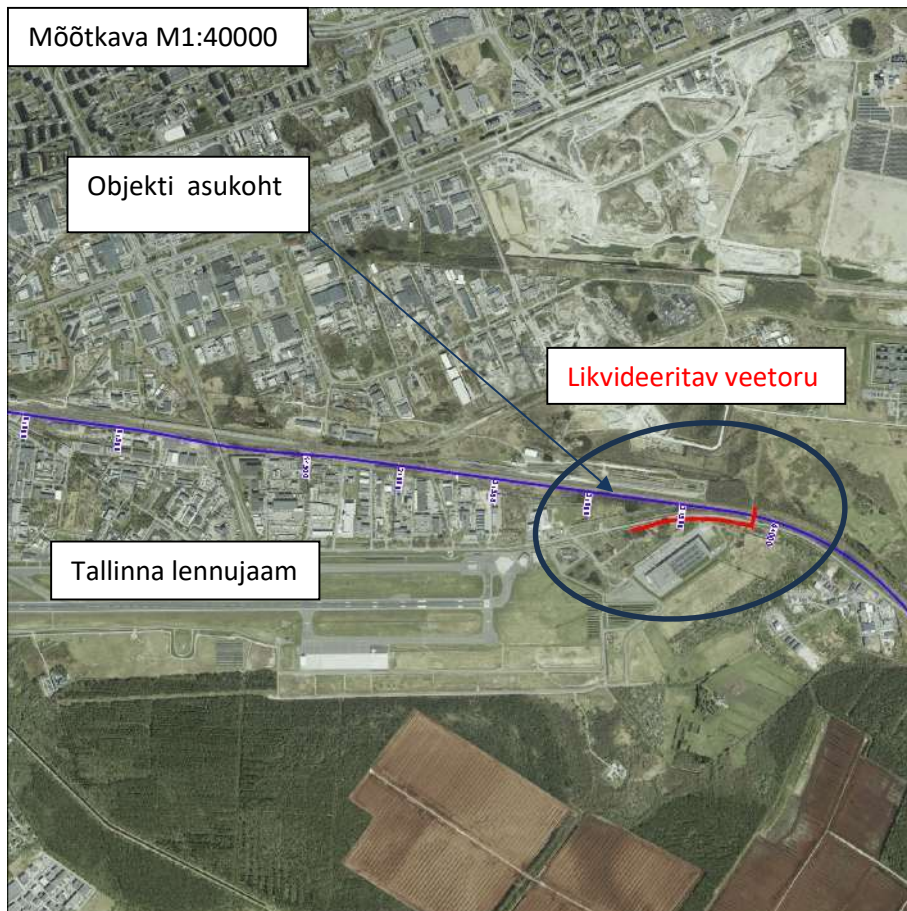 Mõõtkava M1:40000
Objekti asukoht
Likvideeritav veetoru
Tallinna lennujaam